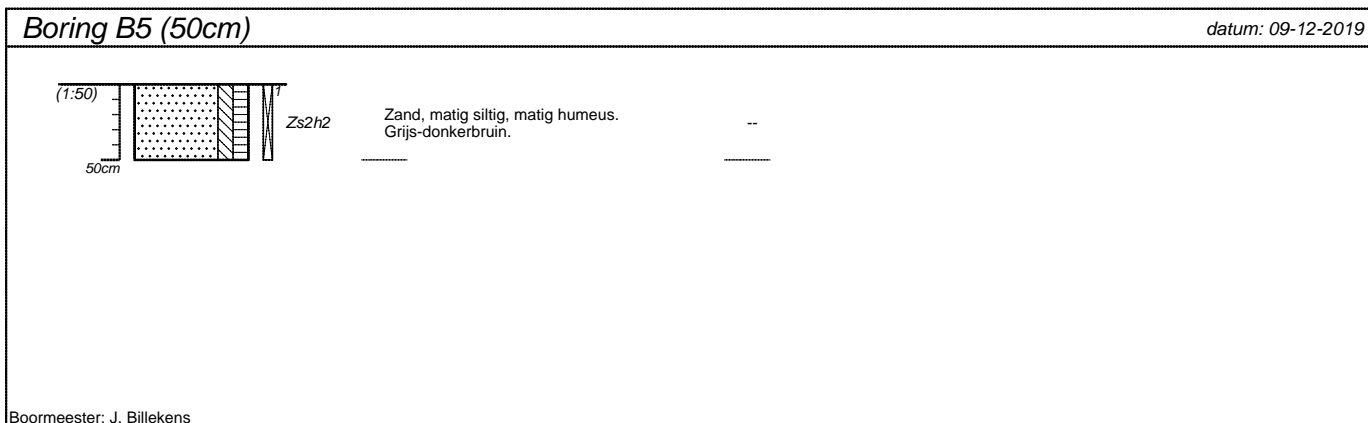 Boring B5 (50cm)
datum: 09-12-2019
(1:50)
1
Zs2h2
Zand, matig siltig, matig humeus.
Grijs-donkerbruin.
--
50cm
Boormeester: J. Billekens